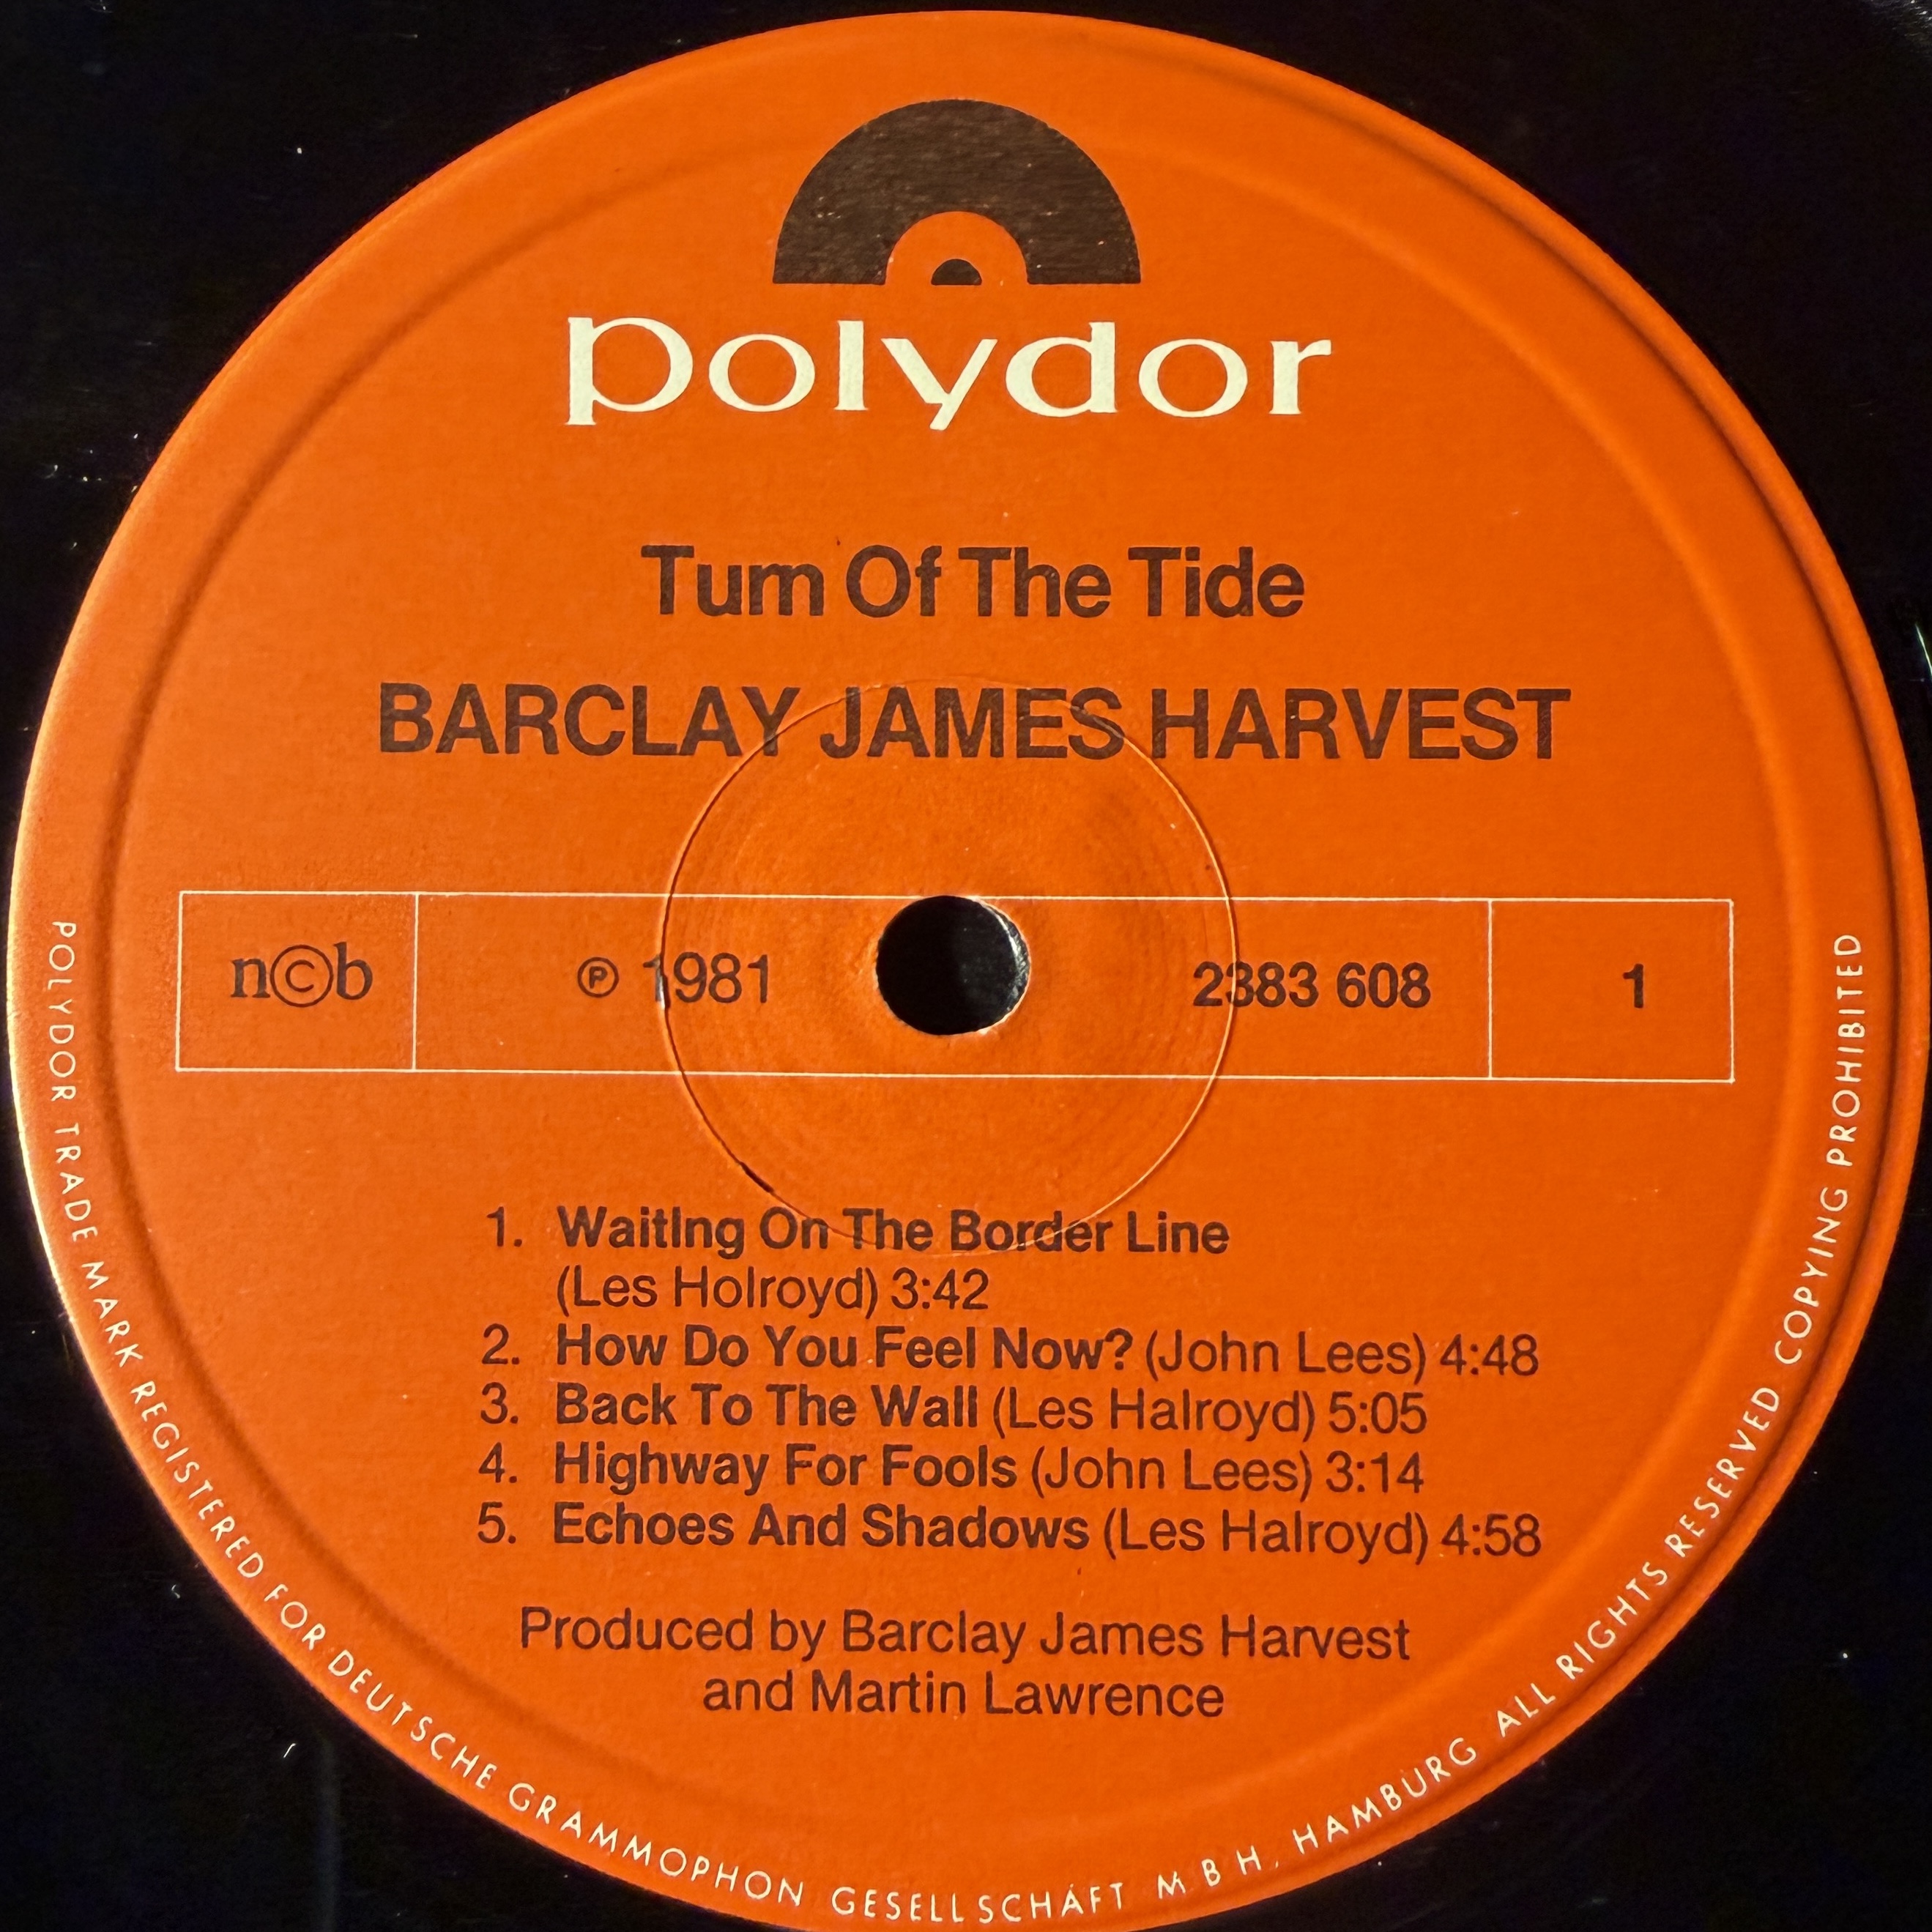 polydor
Turn Of The Tide
BARCLAY JAMES HARVEST
n©b ℗ 1981 2383 608 1
1. WaitIng On The Border Line
(Les Holroyd) 3:42
2. How Do You Feel Now? (John Lees) 4:48
3. Back To The Wall (Les Halroyd) 5:05
4. Highway For Fools (John Lees) 3:14
5. Echoes And Shadows (Les Halroyd) 4:58
Produced by Barclay James Harvest
and Martin Lawrence
POLYDOR TRADE MARK REGISTERED FOR DEUTSCHE GRAMMOPHON GESELLSCHAFT M B H, HAMBURG ALL RIGHTS RESERVED COPYING PROHIBITED